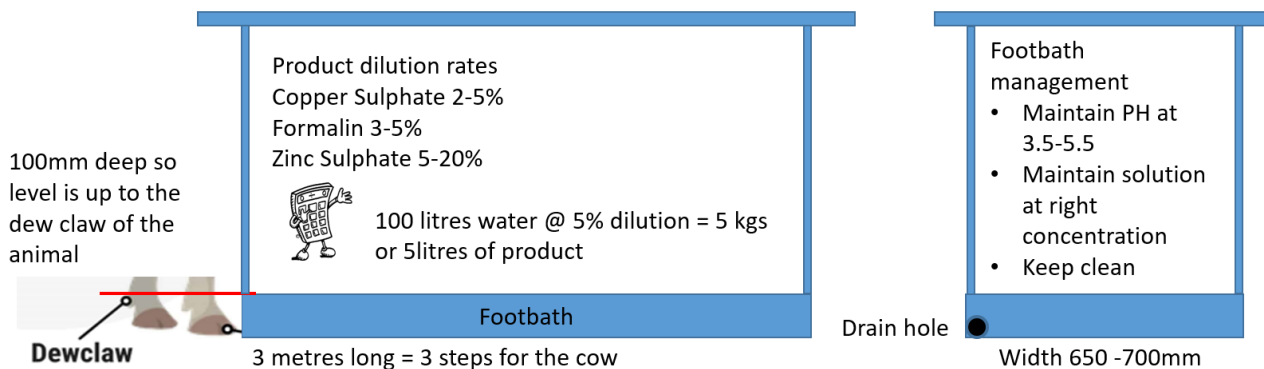 Product dilution rates
Copper Sulphate 2-5%
Formalin 3-5%
Zinc Sulphate 5-20%
100 litres water @ 5% dilution = 5 kgs
or 5litres of product
100mm deep so
level is up to the
dew claw of the
animal
Dewclaw
Footbath
3 metres long = 3 steps for the cow
Footbath
management
• Maintain PH at
3.5-5.5
• Maintain solution
at right
concentration
• Keep clean
Drain hole
Width 650 -700mm